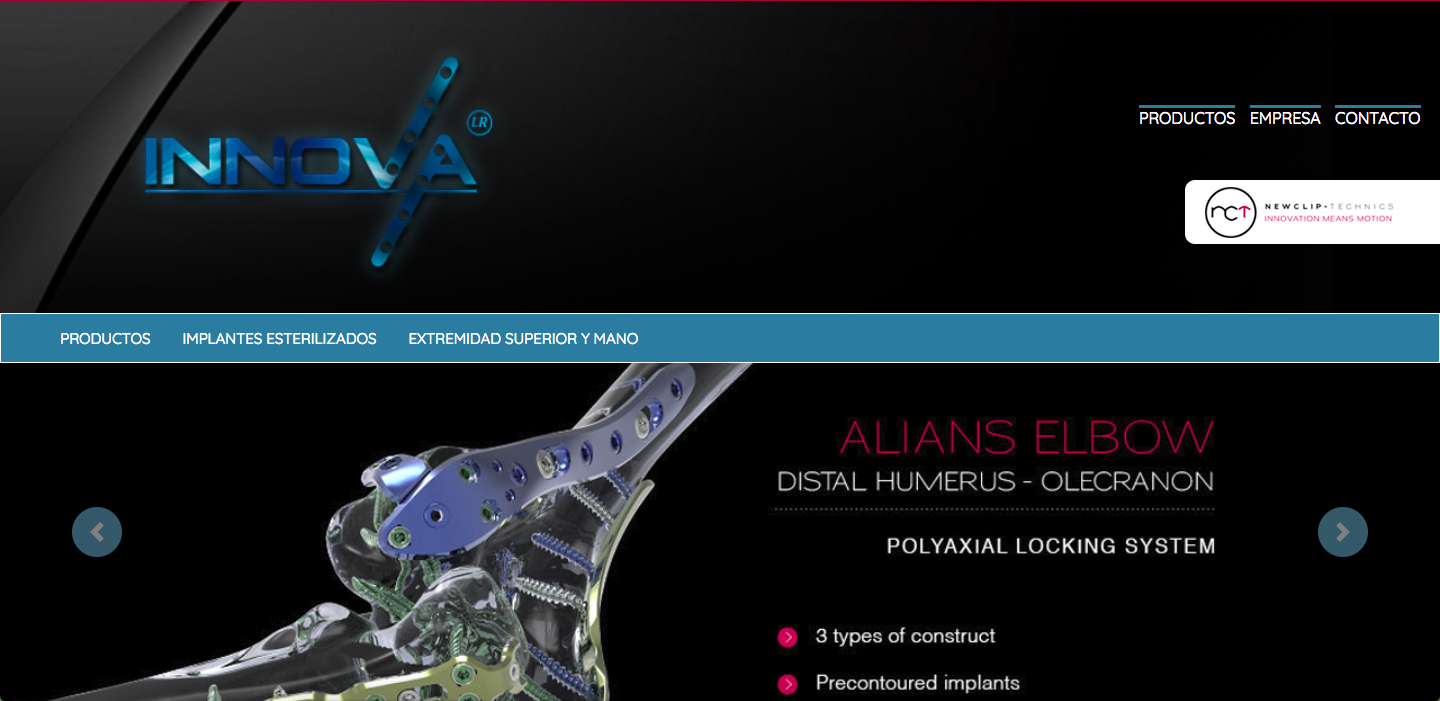 INNOVA
LR
PRODUCTOS EMPRESA CONTACTO
nct
NEWCLIP-TECHNICS
INNOVATION MEANS MOTION
PRODUCTOS IMPLANTES ESTERILIZADOS EXTREMIDAD SUPERIOR Y MANO
ALIANS ELBOW
DISTAL HUMERUS - OLECRANON
POLYAXIAL LOCKING SYSTEM
3 types of construct
Precontoured implants